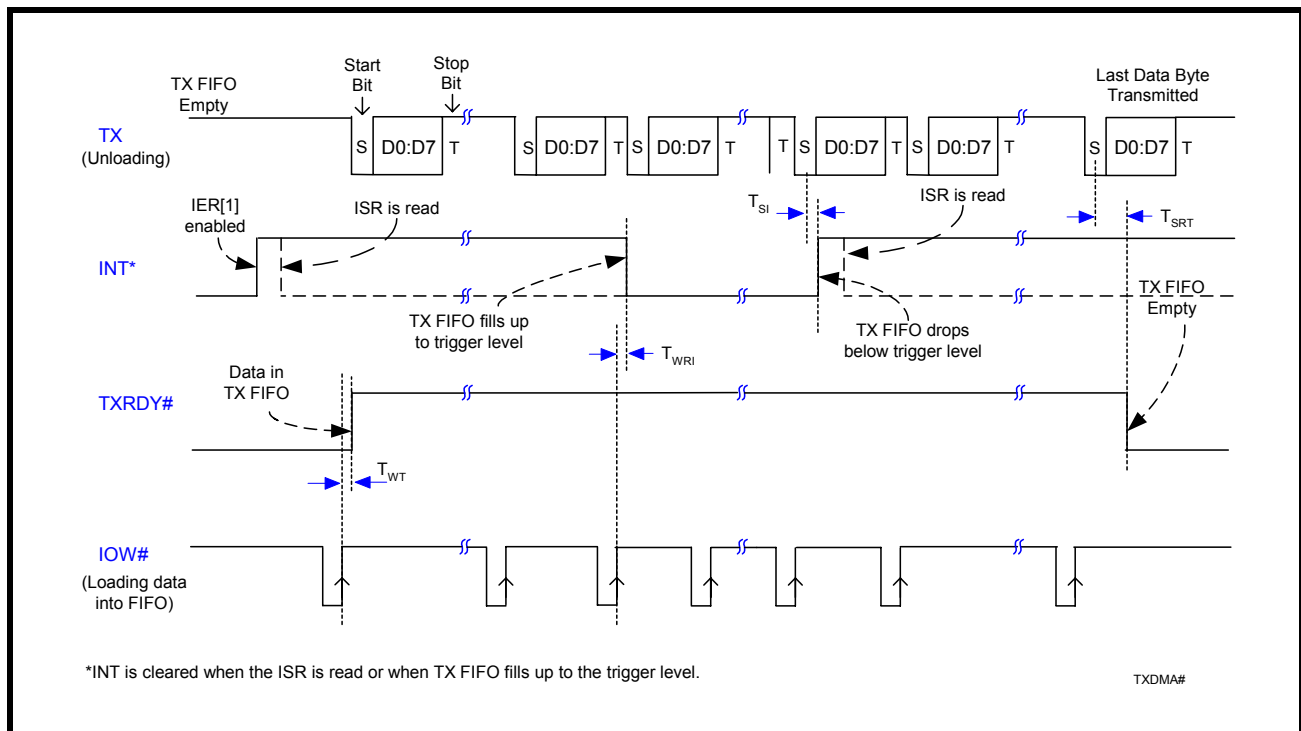 TX FIFO
Empty
Start
Bit
Stop
Bit
Last Data Byte
Transmitted
TX
(Unloading)
S D0:D7 T S D0:D7 T S D0:D7 T T S D0:D7 T S D0:D7 T S D0:D7 T
IER[1]
enabled
ISR is read
TSI
ISR is read
TSRT
INT*
TX FIFO fills up
to trigger level
TX FIFO drops
below trigger level
TX FIFO
Empty
TWRI
Data in
TX FIFO
TXRDY#
TWT
IOW#
(Loading data
into FIFO)
*INT is cleared when the ISR is read or when TX FIFO fills up to the trigger level.
TXDMA#